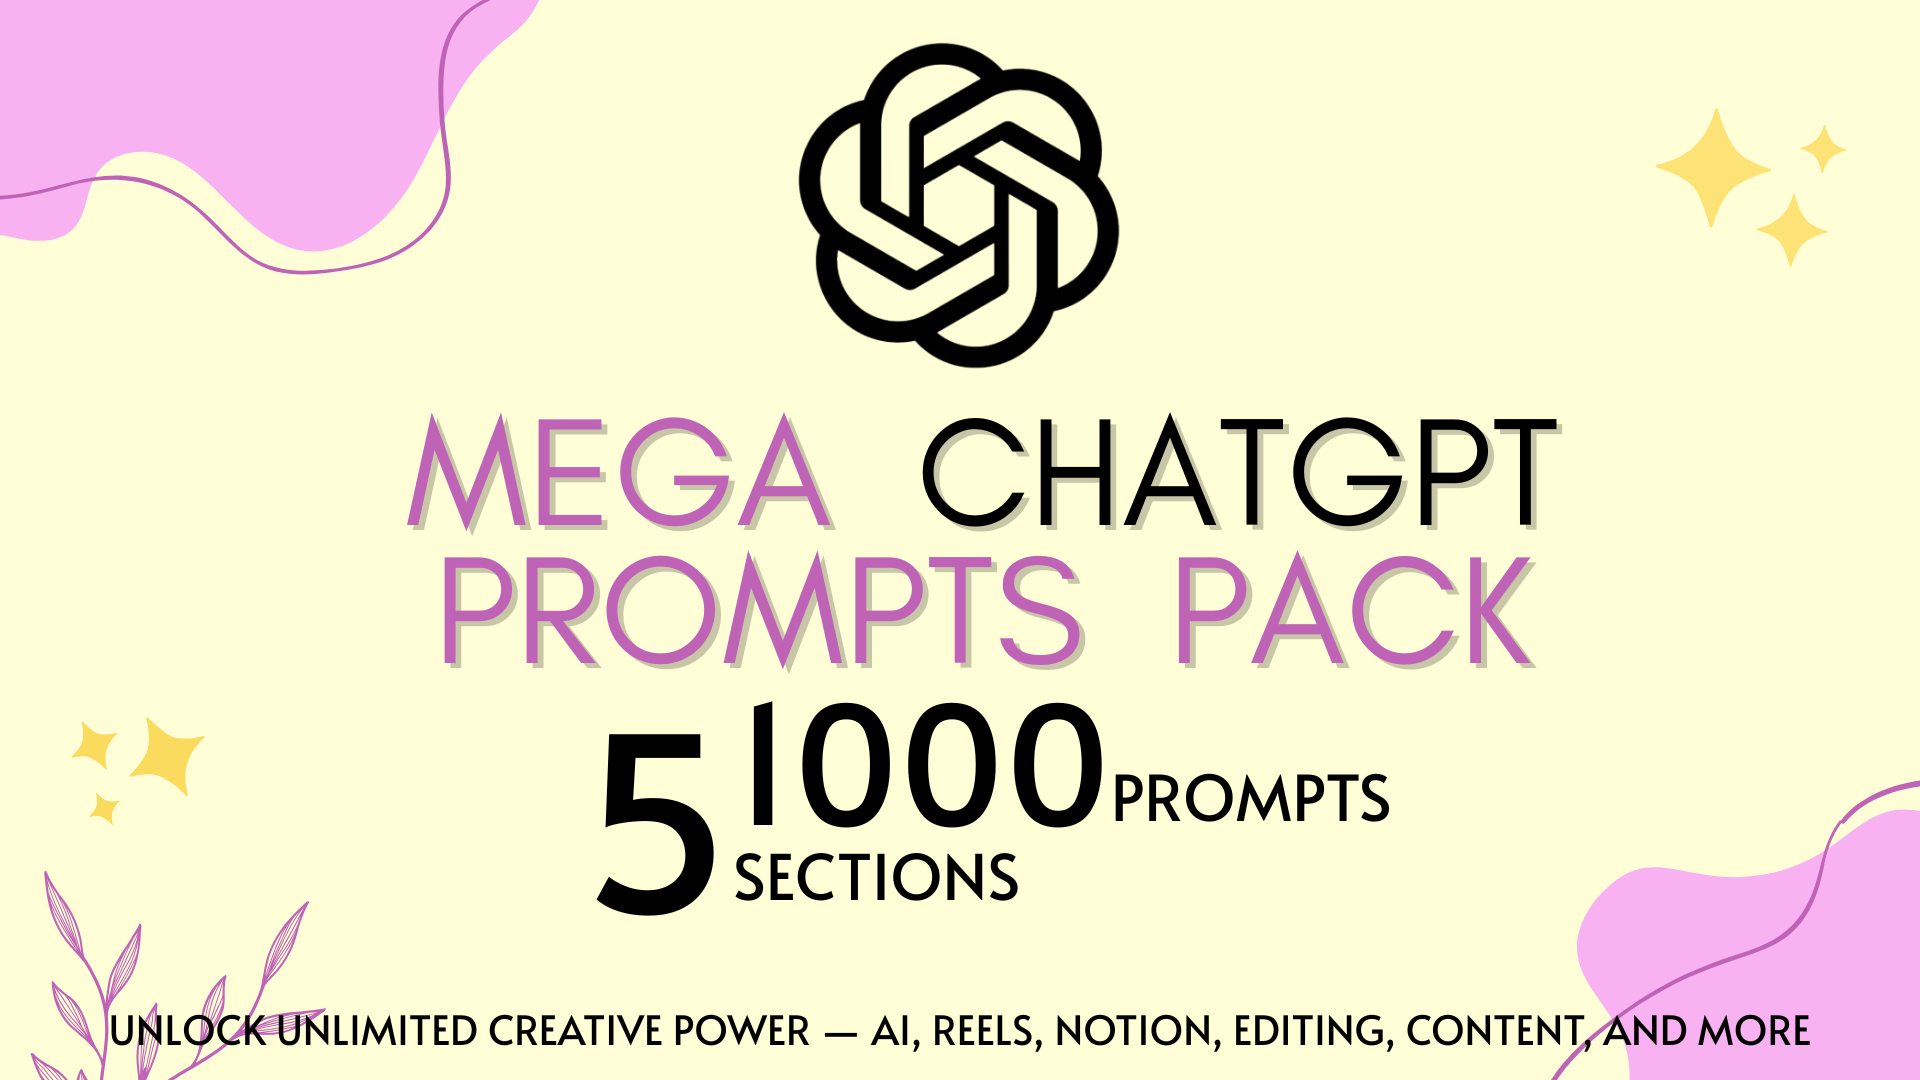 MEGA CHATGPT
PROMPTS PACK
1000 PROMPTS
5 SECTIONS
UNLOCK UNLIMITED CREATIVE POWER — AI, REELS, NOTION, EDITING, CONTENT, AND MORE